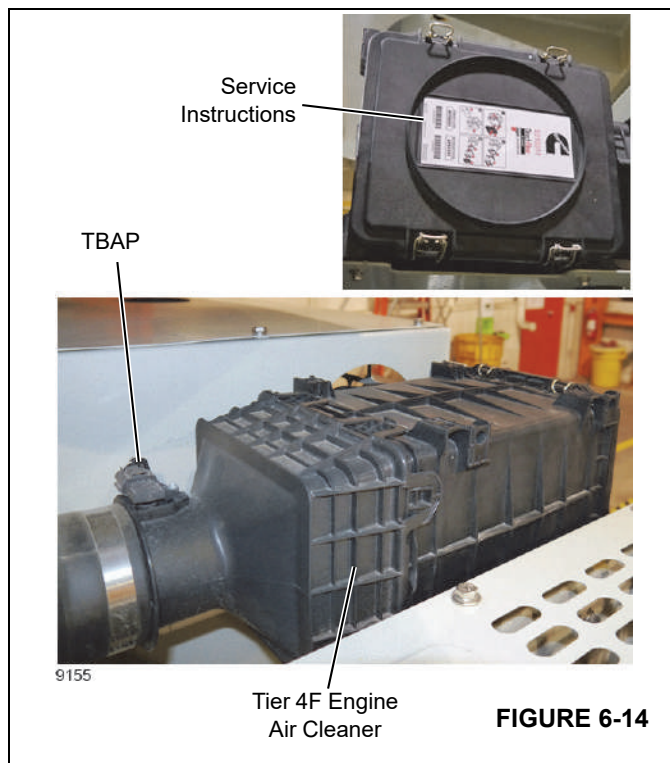 Service
Instructions
TBAP
9155
Tier 4F Engine
Air Cleaner
FIGURE 6-14